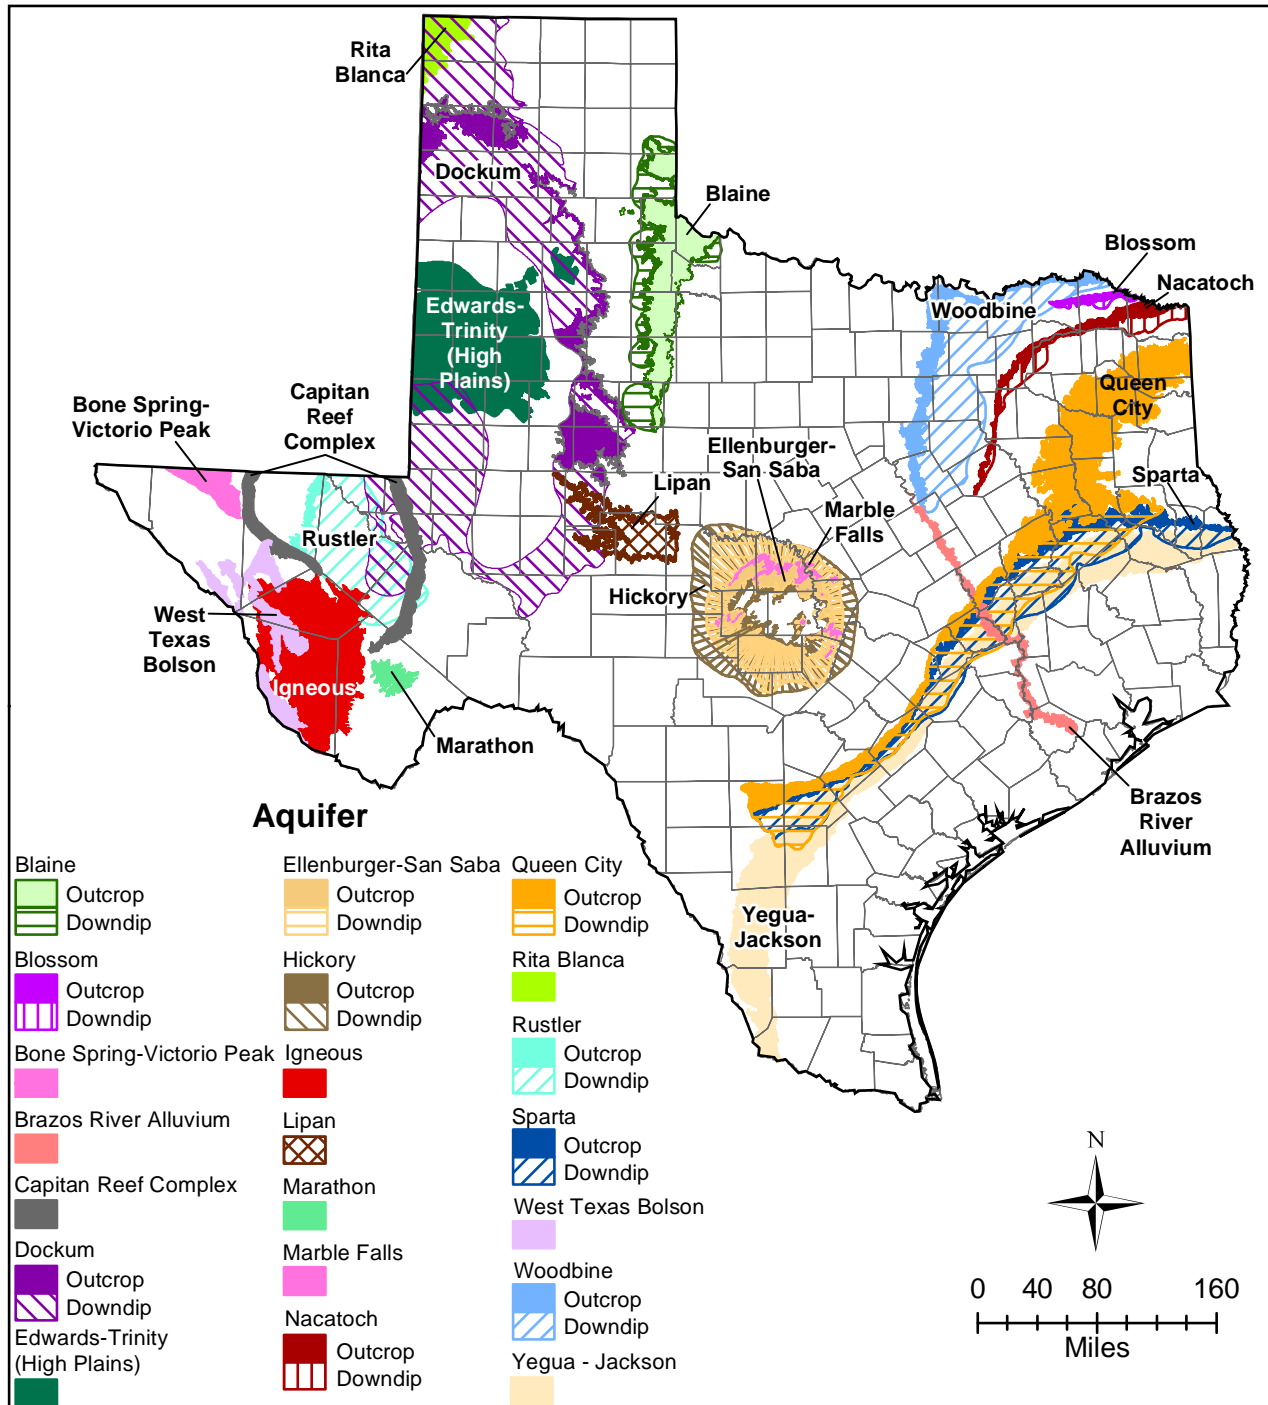 Rita
Blanca
Dockum
Blaine
Blossom
Nacatoch
Woodbine
Edwards-
Trinity
(High
Plains)
Queen
City
Capitan
Reef
Complex
Bone Spring-
Victorio Peak
Ellenburger-
San Saba
Sparta
Lipan
Marble
Falls
Rustler
Hickory
West
Texas
Bolson
Igneous
Marathon
Brazos
River
Alluvium
Yegua-
Jackson
Aquifer
Blaine
Outcrop
Downdip
Blossom
Outcrop
Downdip
Bone Spring-Victorio Peak
Brazos River Alluvium
Capitan Reef Complex
Dockum
Outcrop
Downdip
Edwards-Trinity
(High Plains)
Ellenburger-San Saba
Outcrop
Downdip
Hickory
Outcrop
Downdip
Igneous
Lipan
Marathon
Marble Falls
Nacatoch
Outcrop
Downdip
Queen City
Outcrop
Downdip
Rita Blanca
Rustler
Outcrop
Downdip
Sparta
Outcrop
Downdip
West Texas Bolson
Woodbine
Outcrop
Downdip
Yegua - Jackson
N
0 40 80 160
Miles